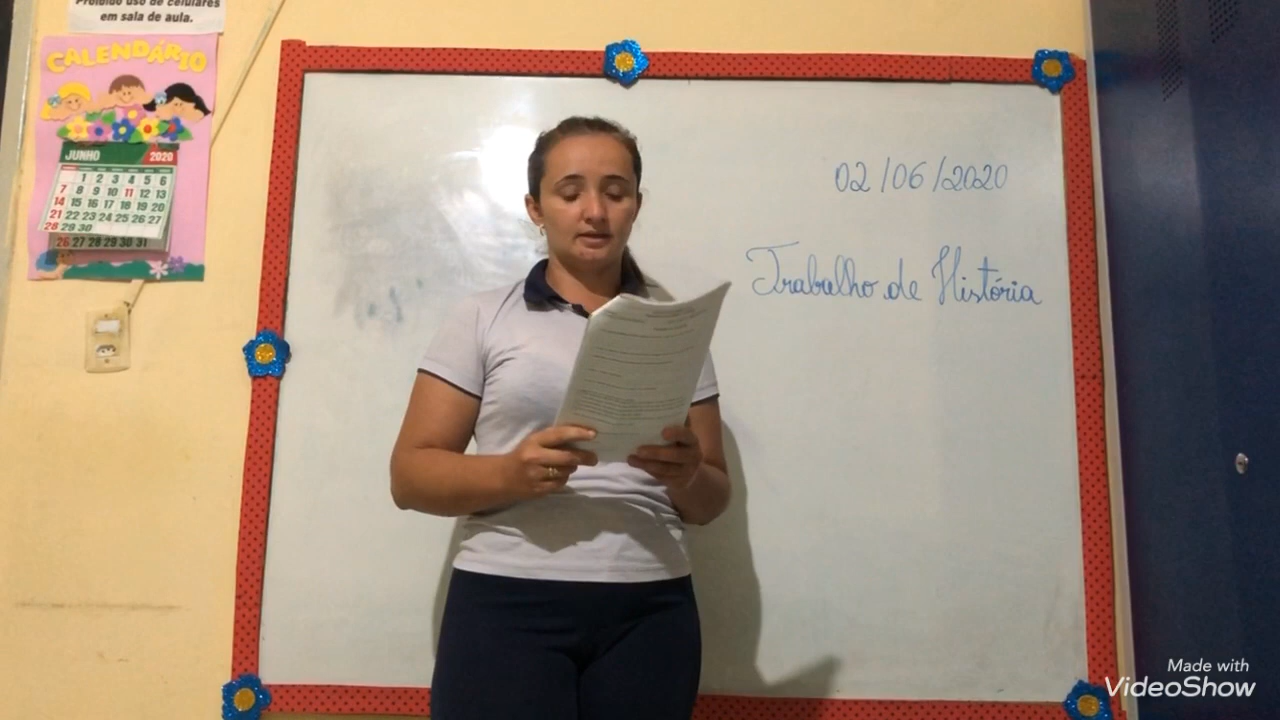 Proibido uso de celulares
em sala de aula.
CALENDÁRIO
JUNHO 2020
1 2 3 4 5 6
7 8 9 10 11 12 13
14 15 16 17 18 19 20
21 22 23 24 25 26 27
28 29 30
26 27 28 29 30 31
02/06/2020
Trabalho de História
Made with
VideoShow